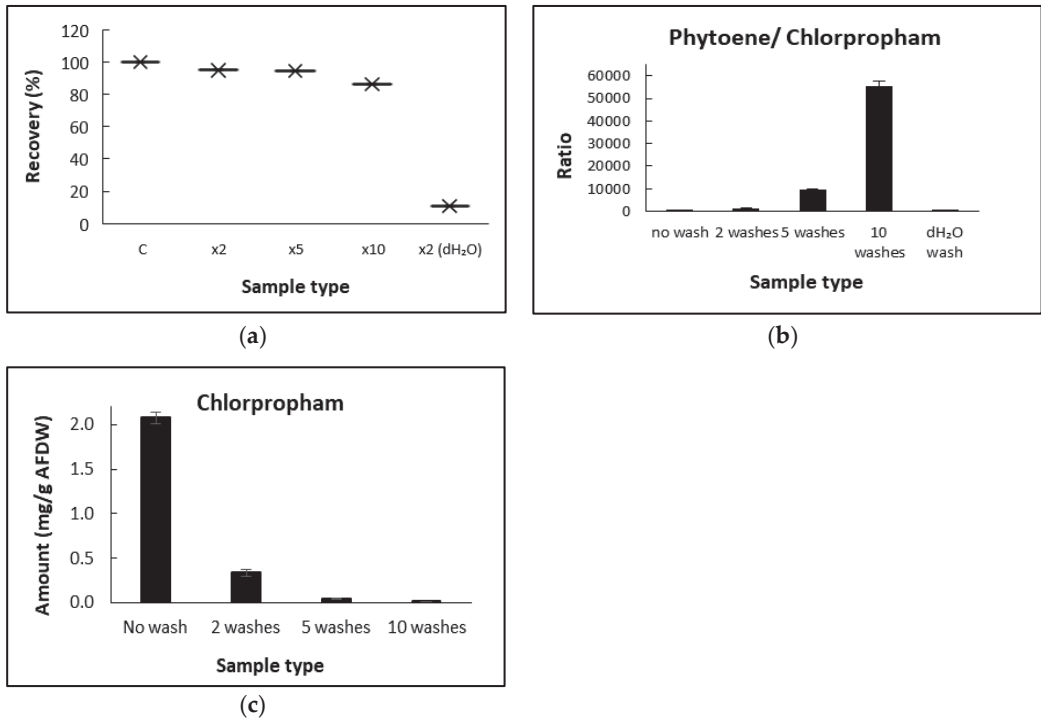 120
100
80
60
40
20
0
Recovery (%)
C x2 x5 x10 x2 (dH₂O)
Sample type
(a)
Phytoene/ Chlorpropham
60000
50000
40000
30000
20000
10000
0
Ratio
no wash 2 washes 5 washes 10 washes dH₂O wash
Sample type
(b)
Chlorpropham
2.0
1.5
1.0
0.5
0.0
Amount (mg/g AFDW)
No wash 2 washes 5 washes 10 washes
Sample type
(c)